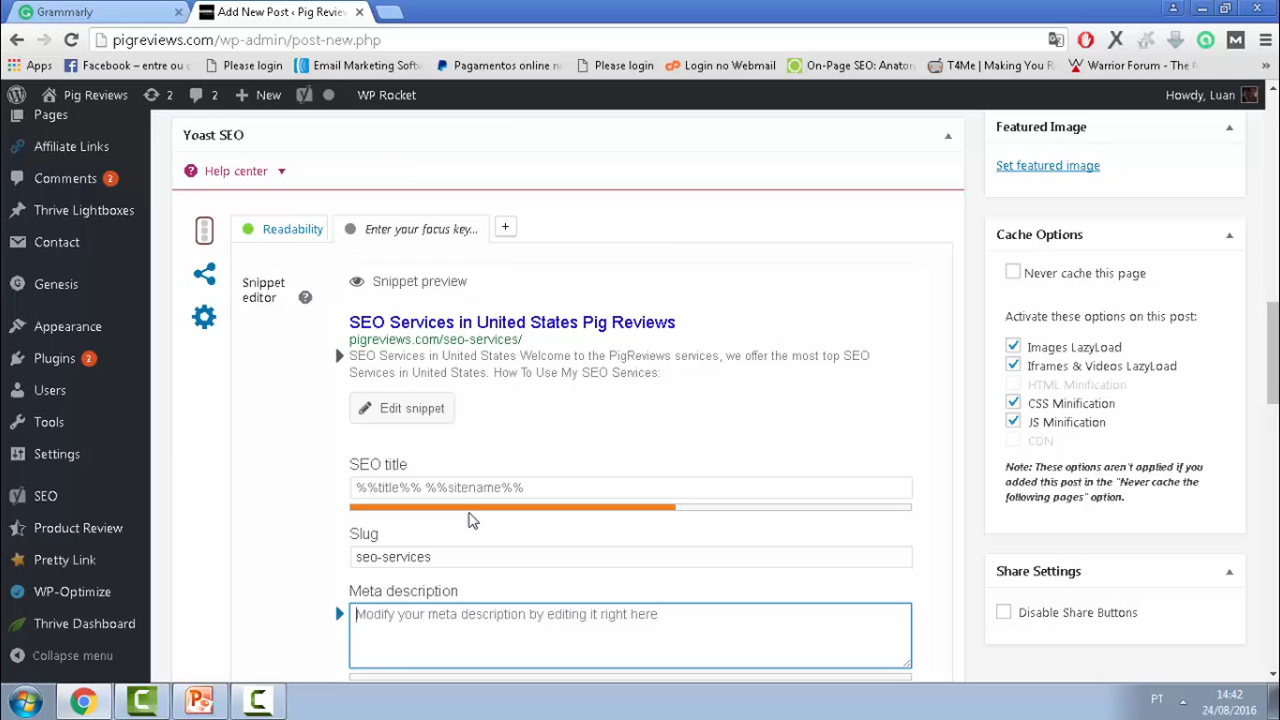 Grammarly
Add New Post ‹ Pig Review
pigreviews.com/wp-admin/post-new.php
Apps
Facebook – entre ou c
Please login
Email Marketing Softw
Pagamentos online n
Please login
Login no Webmail
On-Page SEO: Anator
T4Me | Making You R
Warrior Forum - The #
Pig Reviews
2
2
New
WP Rocket
Howdy, Luan
Pages
Affiliate Links
Comments 2
Thrive Lightboxes
Contact
Genesis
Appearance
Plugins 2
Users
Tools
Settings
SEO
Product Review
Pretty Link
WP-Optimize
Thrive Dashboard
Collapse menu
Yoast SEO
Help center
Readability
Enter your focus key...
+
Snippet
editor
Snippet preview
SEO Services in United States Pig Reviews
pigreviews.com/seo-services/
SEO Services in United States Welcome to the PigReviews services, we offer the most top SEO
Services in United States. How To Use My SEO Services:
Edit snippet
SEO title
%%title%% %%sitename%%
Slug
seo-services
Meta description
Modify your meta description by editing it right here
Featured Image
Set featured image
Cache Options
Never cache this page
Activate these options on this post:
Images LazyLoad
Iframes & Videos LazyLoad
HTML Minification
CSS Minification
JS Minification
CDN
Note: These options aren't applied if you
added this post in the "Never cache the
following pages" option.
Share Settings
Disable Share Buttons
PT
14:42
24/08/2016